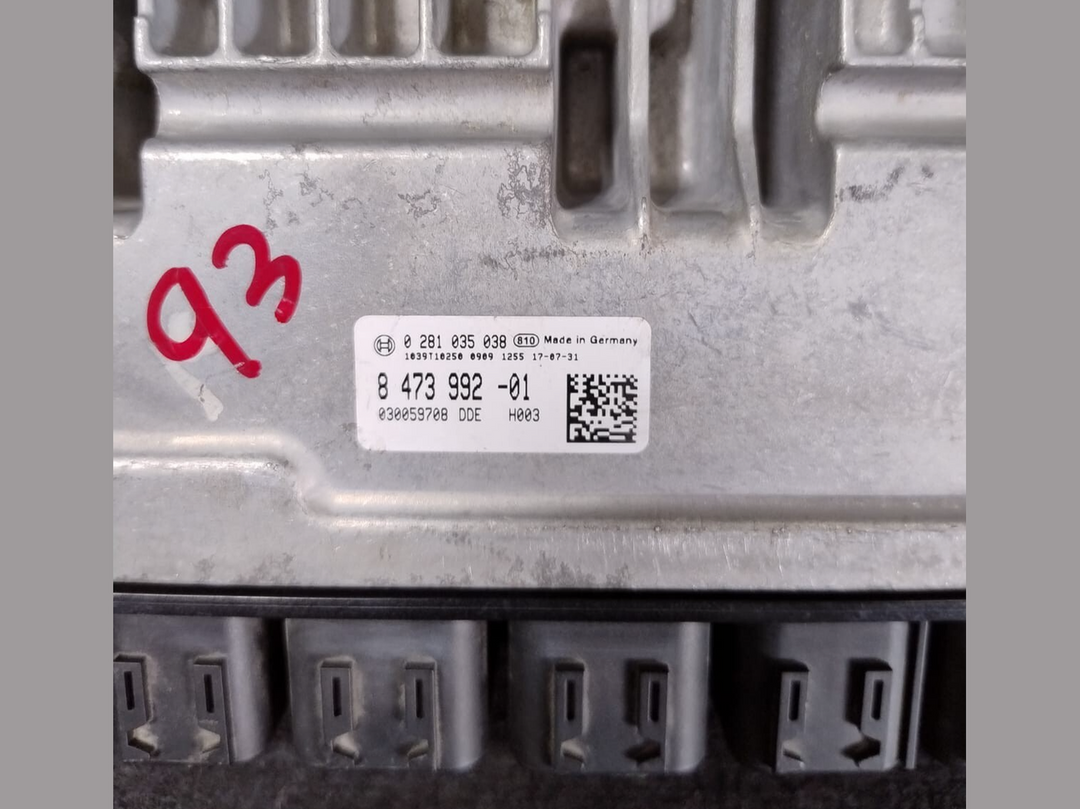 93
0 281 035 038 810 Made in Germany
1039T10250 0909 1255 17-07-31
8 473 992 -01
030059708 DDE H003